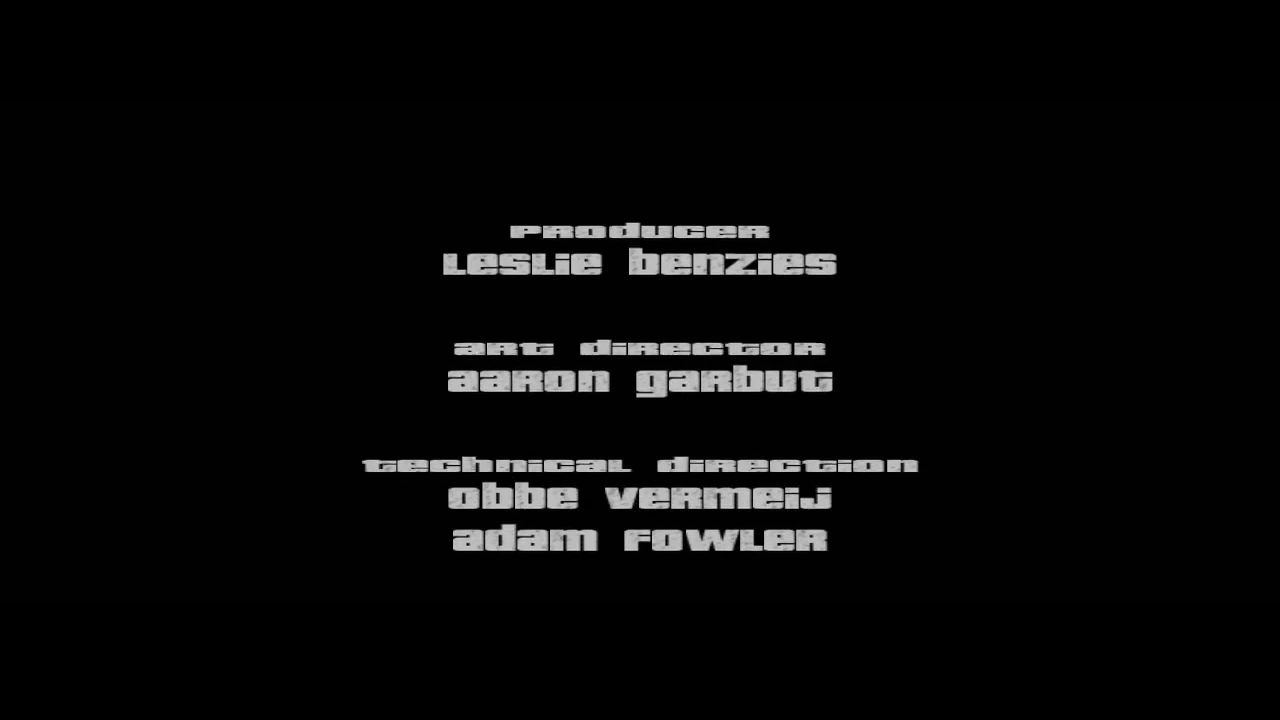 PRODUCER
LESLIE BENZIES
ART DIRECTOR
AARON GARBUT
TECHNICAL DIRECTION
OBBE VERMEIJ
ADAM FOWLER